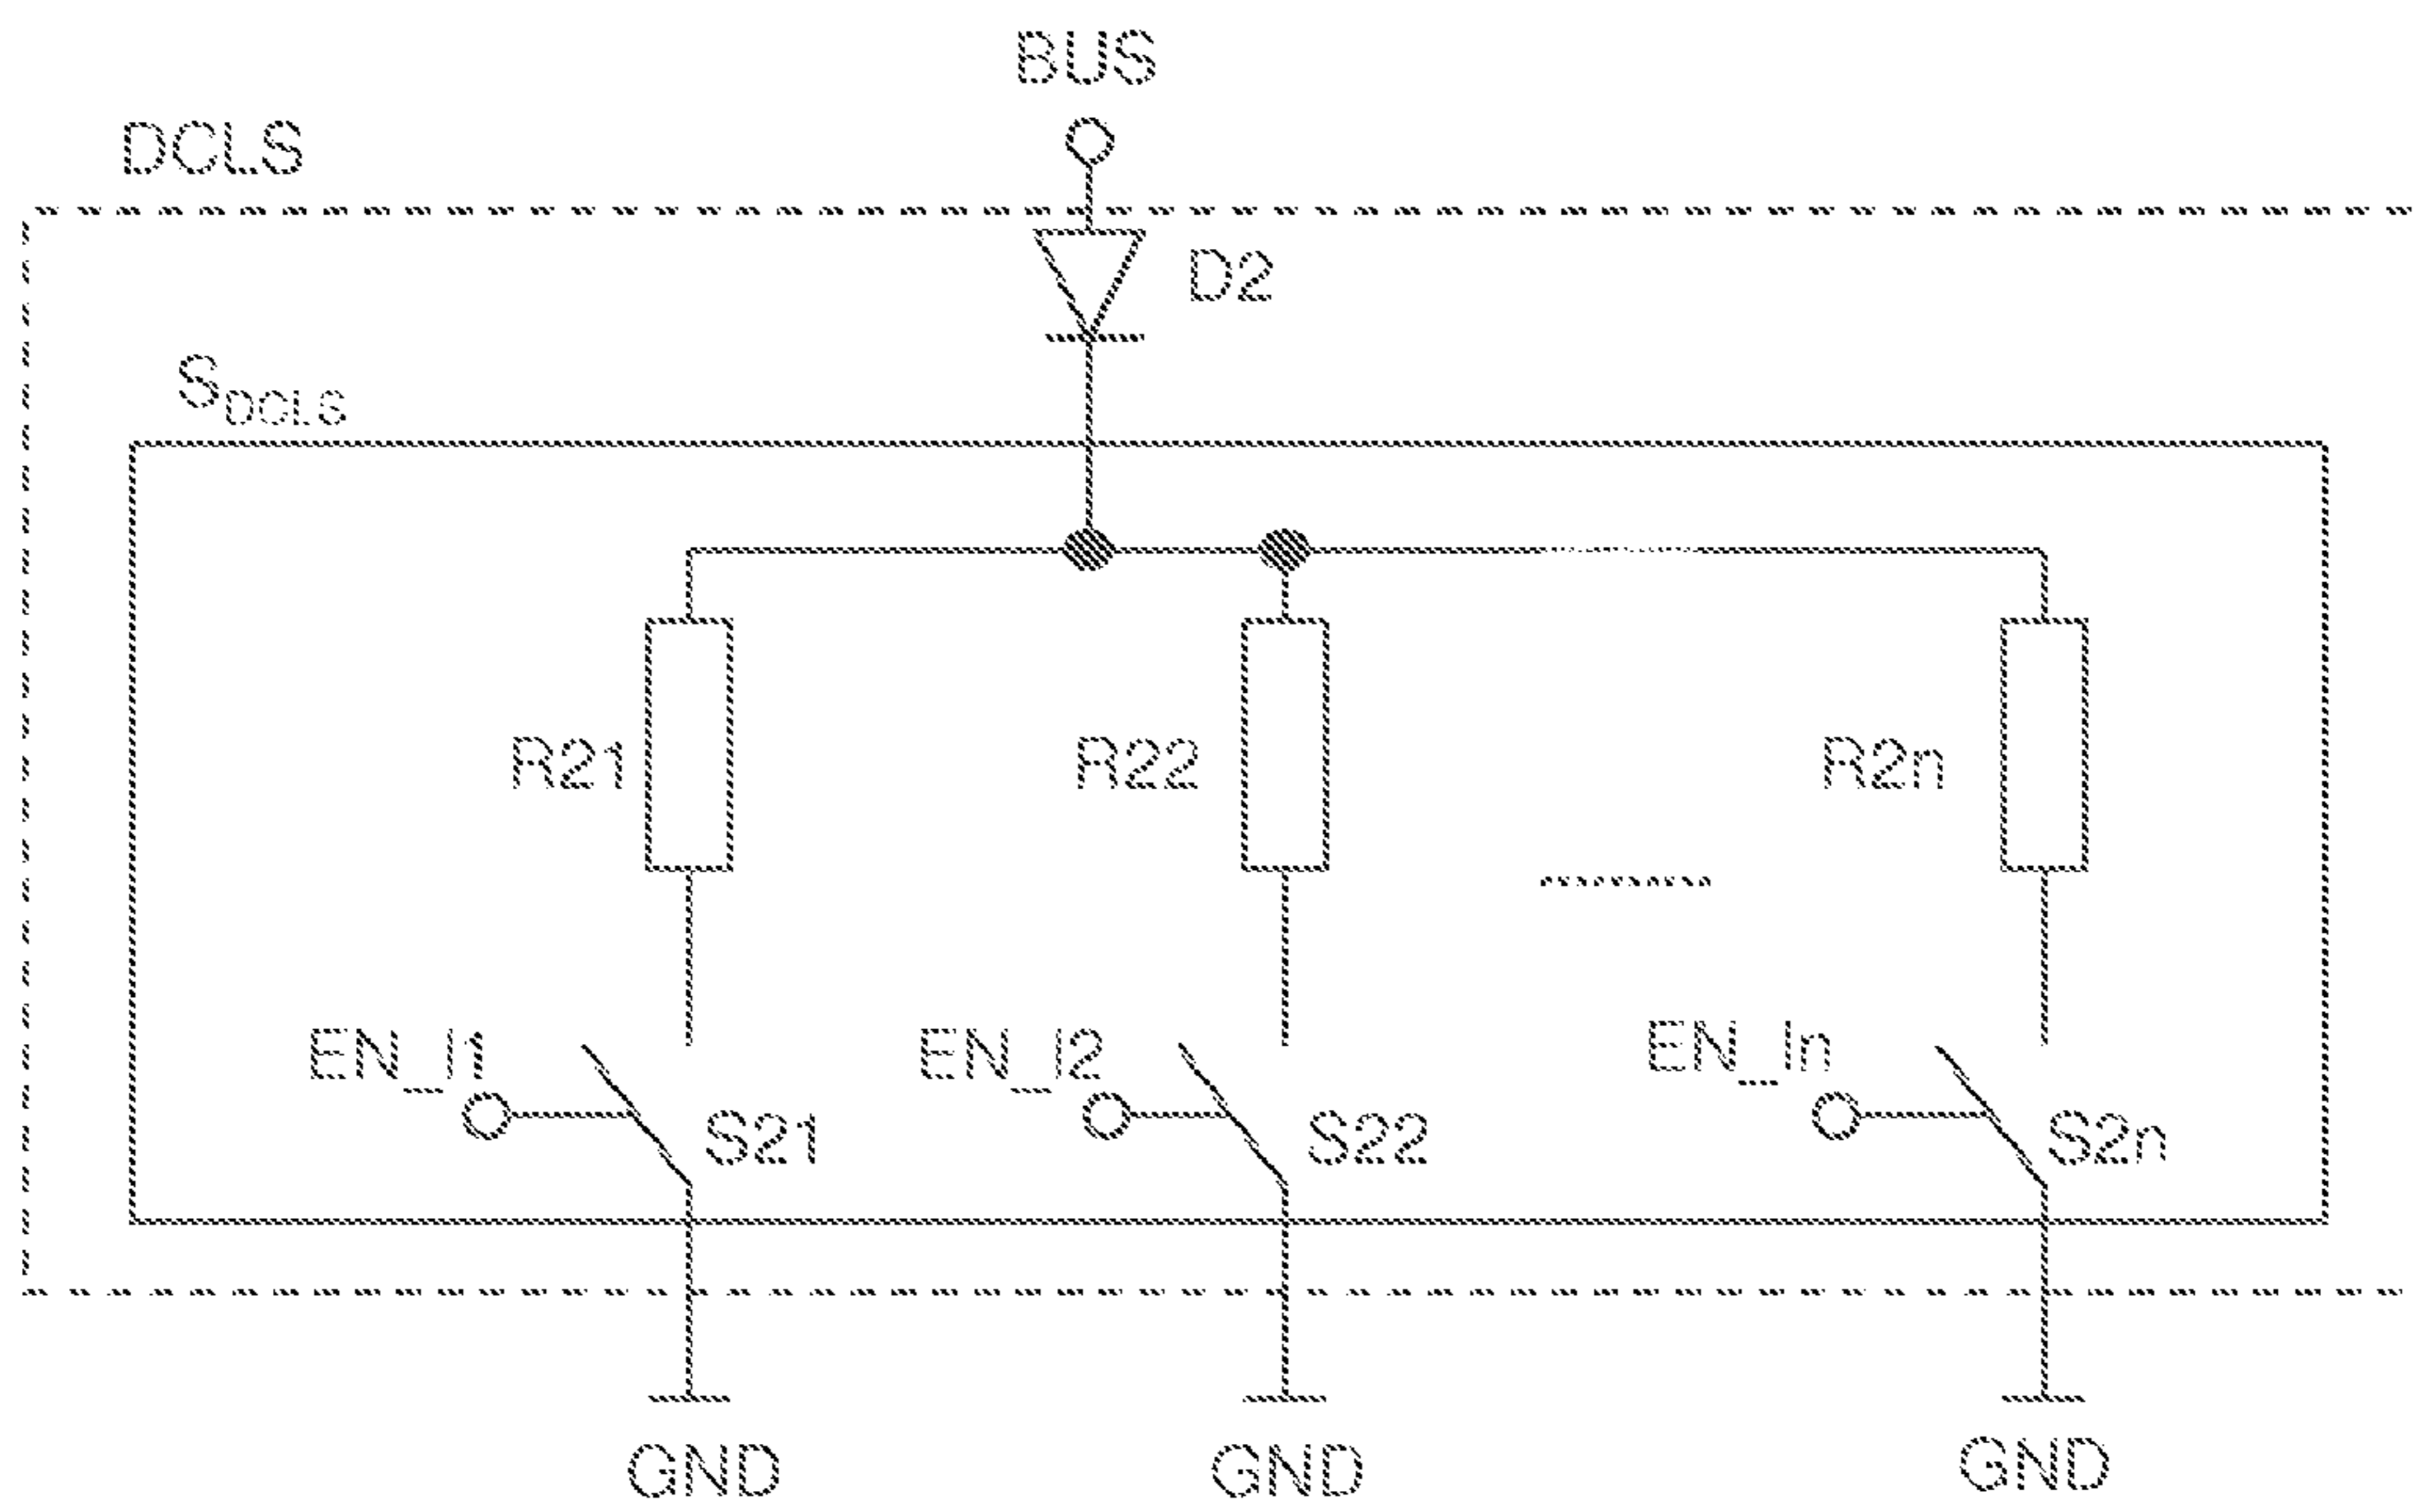 BUS
DCLS
D2
SDCLS
R21
R22
R2n
EN_I1
EN_I2
EN_In
S21
S22
S2n
GND
GND
GND